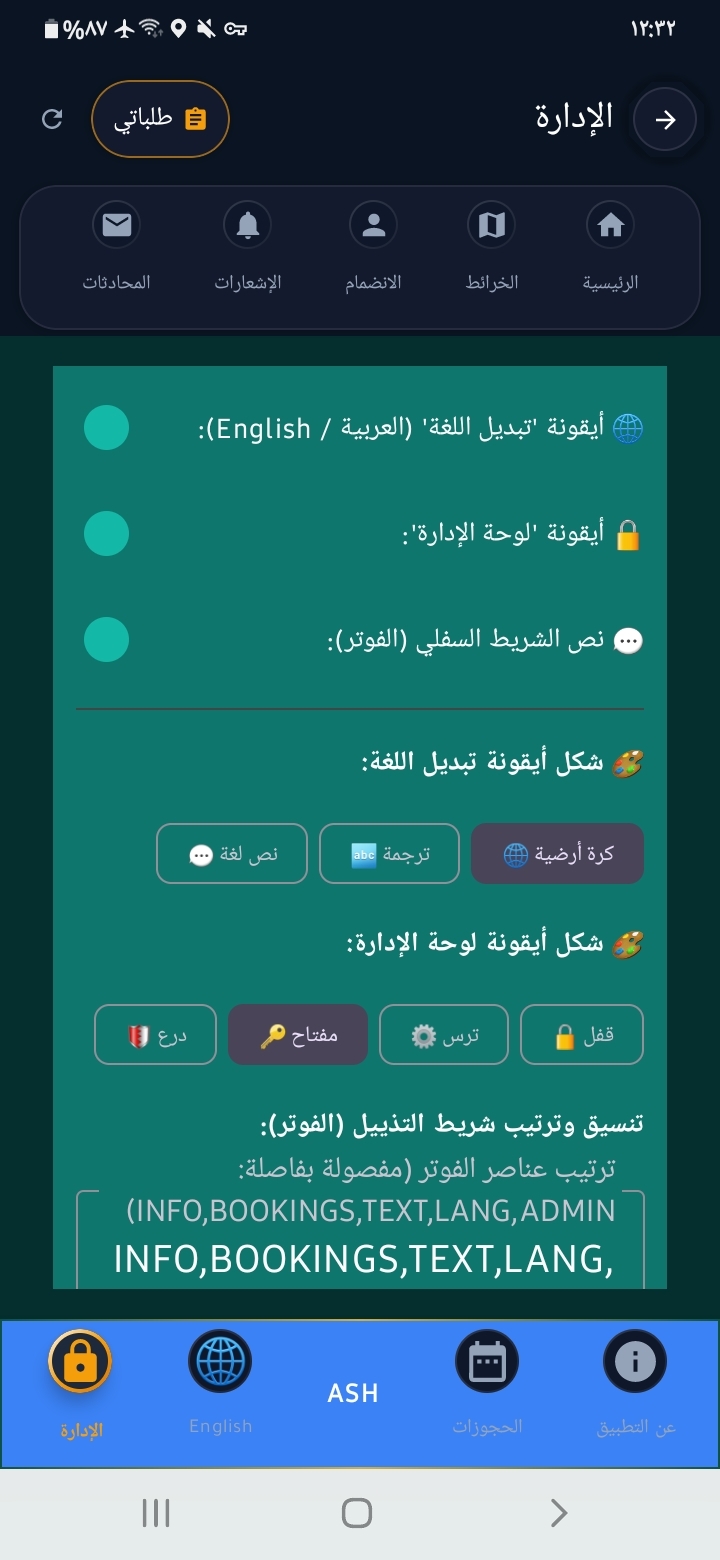 ١٢:٣٢
%٨٧
الإدارة
طلباتي
الرئيسية
الخرائط
الانضمام
الإشعارات
المحادثات
أيقونة 'تبديل اللغة' (العربية / English):
أيقونة 'لوحة الإدارة':
نص الشريط السفلي (الفوتر):
شكل أيقونة تبديل اللغة:
كرة أرضية
ترجمة
abc
نص لغة
شكل أيقونة لوحة الإدارة:
قفل
ترس
مفتاح
درع
تنسيق وترتيب شريط التذييل (الفوتر):
ترتيب عناصر الفوتر (مفصولة بفاصلة:
INFO,BOOKINGS,TEXT,LANG,ADMIN)
INFO,BOOKINGS,TEXT,LANG,
عن التطبيق
الحجوزات
ASH
English
الإدارة